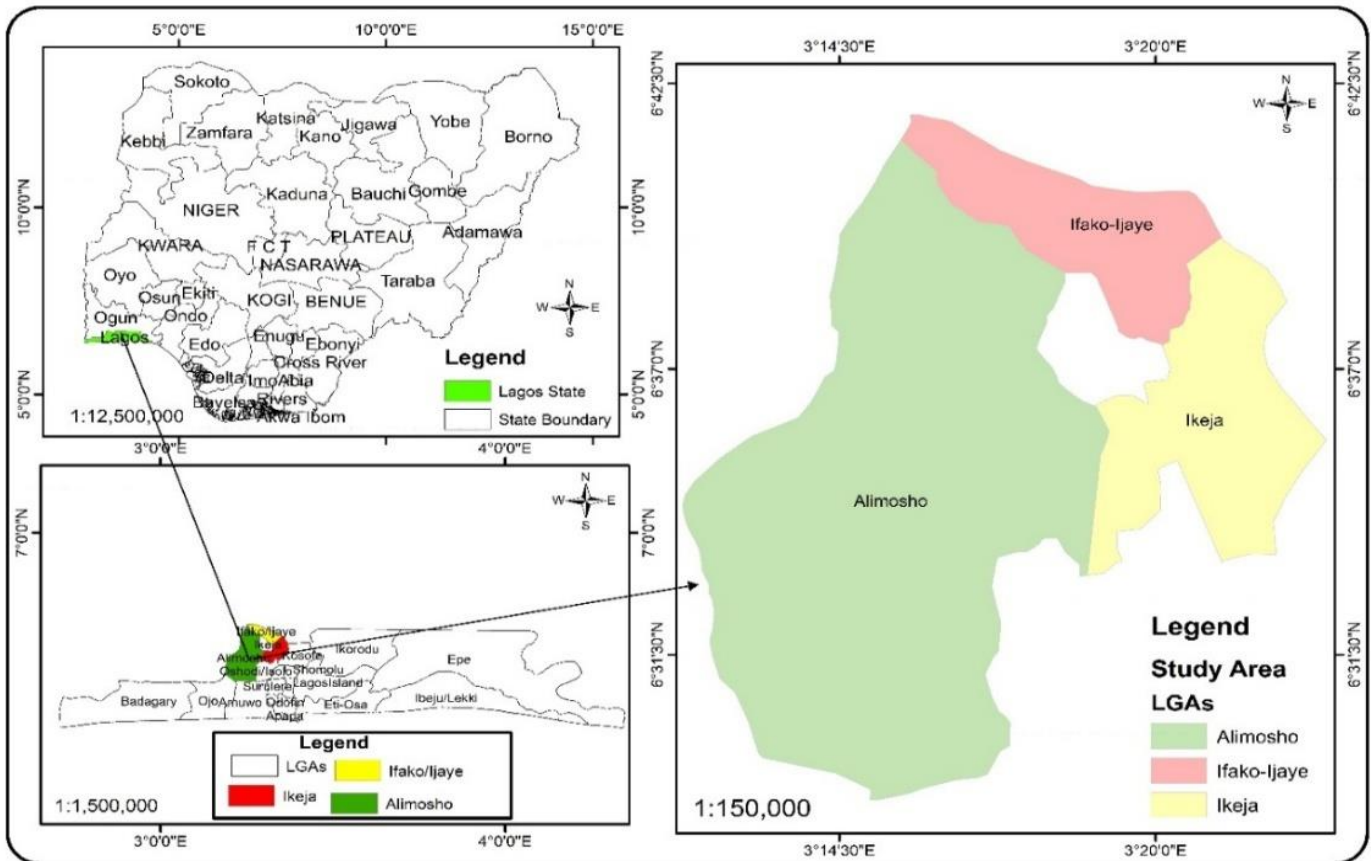 5°0'0"E 10°0'0"E 15°0'0"E
10°0'0"N
5°0'0"N
10°0'0"N
5°0'0"N
Sokoto
Kebbi
Zamfara
Katsina
Kano
Jigawa
Yobe
Borno
NIGER
Kaduna
Bauchi
Gombe
Adamawa
KWARA
F C T
PLATEAU
NASARAWA
Taraba
Oyo
Osun
Ekiti
KOGI
BENUE
Ogun
Ondo
Lagos
Edo
Enugu
Ebonyi
Cross River
Delta
Imo
Abia
Rivers
Akwa Ibom
N
W E
S
Legend
Lagos State
State Boundary
1:12,500,000
3°0'0"E 4°0'0"E
7°0'0"N
7°0'0"N
N
W E
S
Ifako/Ijaye
Ikeja
Alimosho
Kosofe
Ikorodu
Epe
Oshodi/Isolo
Shomolu
Surulere
LagosIsland
Badagary
Ojo
Amuwo Odofin
Apapa
Eti-Osa
Ibeju/Lekki
Legend
LGAs
Ifako/Ijaye
Ikeja
Alimosho
1:1,500,000
3°0'0"E 4°0'0"E
3°14'30"E 3°20'0"E
6°42'30"N
6°37'0"N
6°31'30"N
6°42'30"N
6°37'0"N
6°31'30"N
N
W E
S
Ifako-Ijaye
Ikeja
Alimosho
Legend
Study Area
LGAs
Alimosho
Ifako-Ijaye
Ikeja
1:150,000
3°14'30"E 3°20'0"E